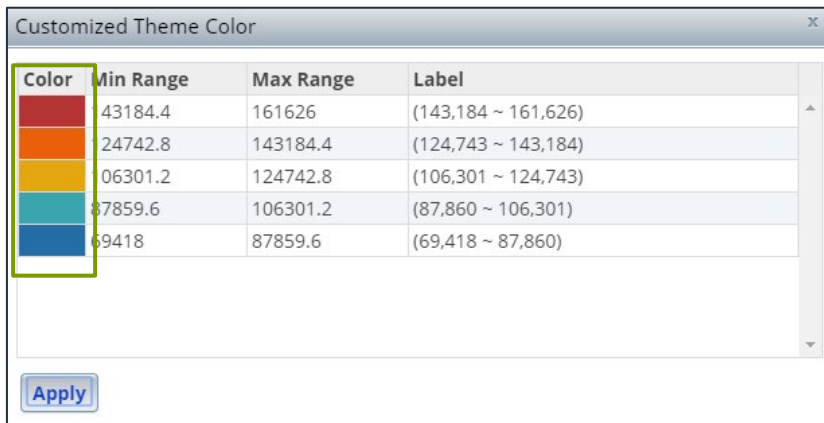 Customized Theme Color x
Color Min Range Max Range Label
143184.4 161626 (143,184 ~ 161,626)
124742.8 143184.4 (124,743 ~ 143,184)
106301.2 124742.8 (106,301 ~ 124,743)
87859.6 106301.2 (87,860 ~ 106,301)
69418 87859.6 (69,418 ~ 87,860)
Apply